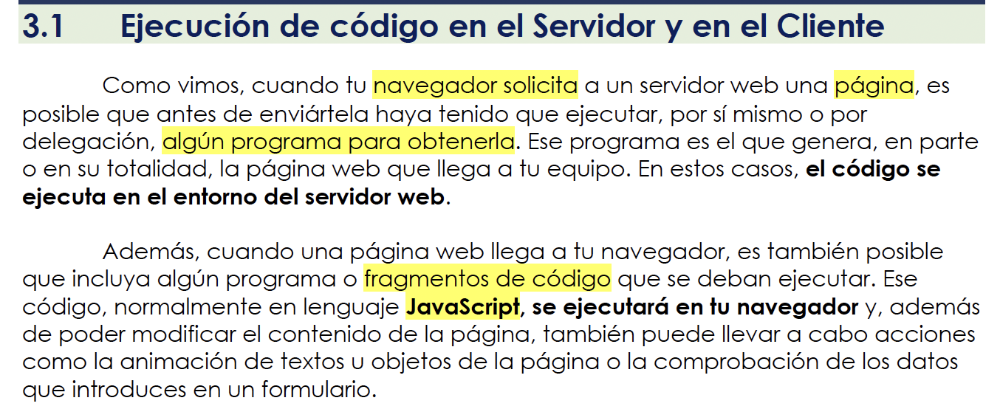 3.1 Ejecución de código en el Servidor y en el Cliente
Como vimos, cuando tu navegador solicita a un servidor web una página, es
posible que antes de enviártela haya tenido que ejecutar, por sí mismo o por
delegación, algún programa para obtenerla. Ese programa es el que genera, en parte
o en su totalidad, la página web que llega a tu equipo. En estos casos, el código se
ejecuta en el entorno del servidor web.
Además, cuando una página web llega a tu navegador, es también posible
que incluya algún programa o fragmentos de código que se deban ejecutar. Ese
código, normalmente en lenguaje JavaScript, se ejecutará en tu navegador y, además
de poder modificar el contenido de la página, también puede llevar a cabo acciones
como la animación de textos u objetos de la página o la comprobación de los datos
que introduces en un formulario.